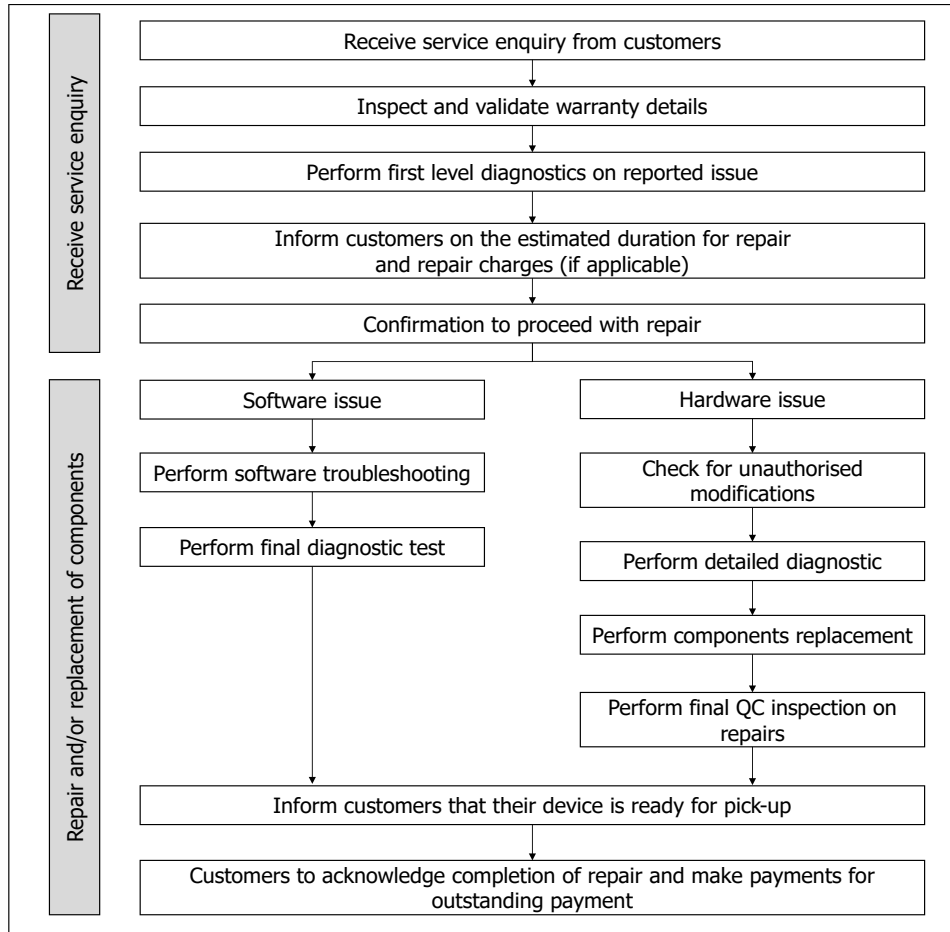 Receive service enquiry
Receive service enquiry from customers
Inspect and validate warranty details
Perform first level diagnostics on reported issue
Inform customers on the estimated duration for repair
and repair charges (if applicable)
Confirmation to proceed with repair
Repair and/or replacement of components
Software issue
Perform software troubleshooting
Perform final diagnostic test
Hardware issue
Check for unauthorised
modifications
Perform detailed diagnostic
Perform components replacement
Perform final QC inspection on
repairs
Inform customers that their device is ready for pick-up
Customers to acknowledge completion of repair and make payments for
outstanding payment